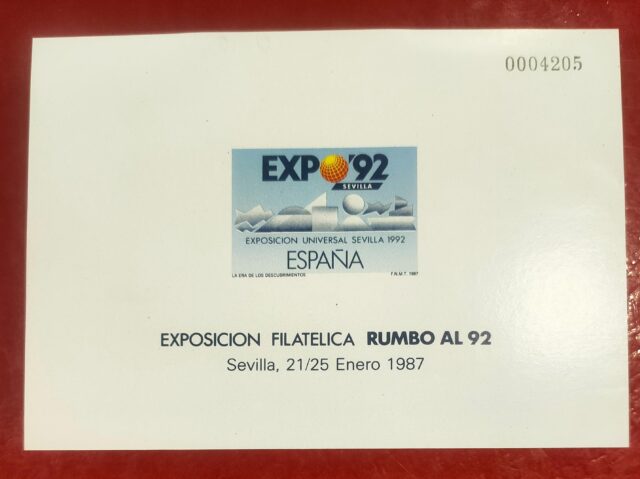 0004205
EXPO'92
SEVILLA
EXPOSICION UNIVERSAL SEVILLA 1992
ESPAÑA
LA ERA DE LOS DESCUBRIMIENTOS F.N.M.T. 1987
EXPOSICION FILATELICA RUMBO AL 92
Sevilla, 21/25 Enero 1987